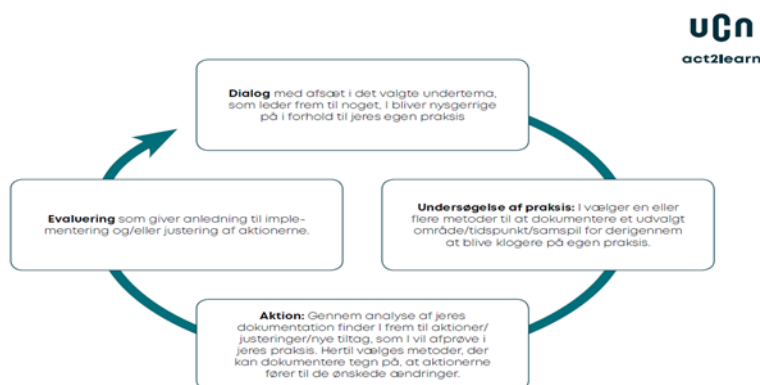 UCN
act2learn
Dialog med afsæt i det valgte undertema,
som leder frem til noget, I bliver nysgerrige
på i forhold til jeres egen praksis
Evaluering som giver anledning til imple-
mentering og/eller justering af aktionerne.
Undersøgelse af praksis: I vælger en eller
flere metoder til at dokumentere et udvalgt
område/tidspunkt/samspil for derigennem
at blive klogere på egen praksis.
Aktion: Gennem analyse af jeres
dokumentation finder I frem til aktioner/
justeringer/nye tiltag, som I vil afprøve i
jeres praksis. Hertil vælges metoder, der
kan dokumentere tegn på, at aktionerne
fører til de ønskede ændringer.